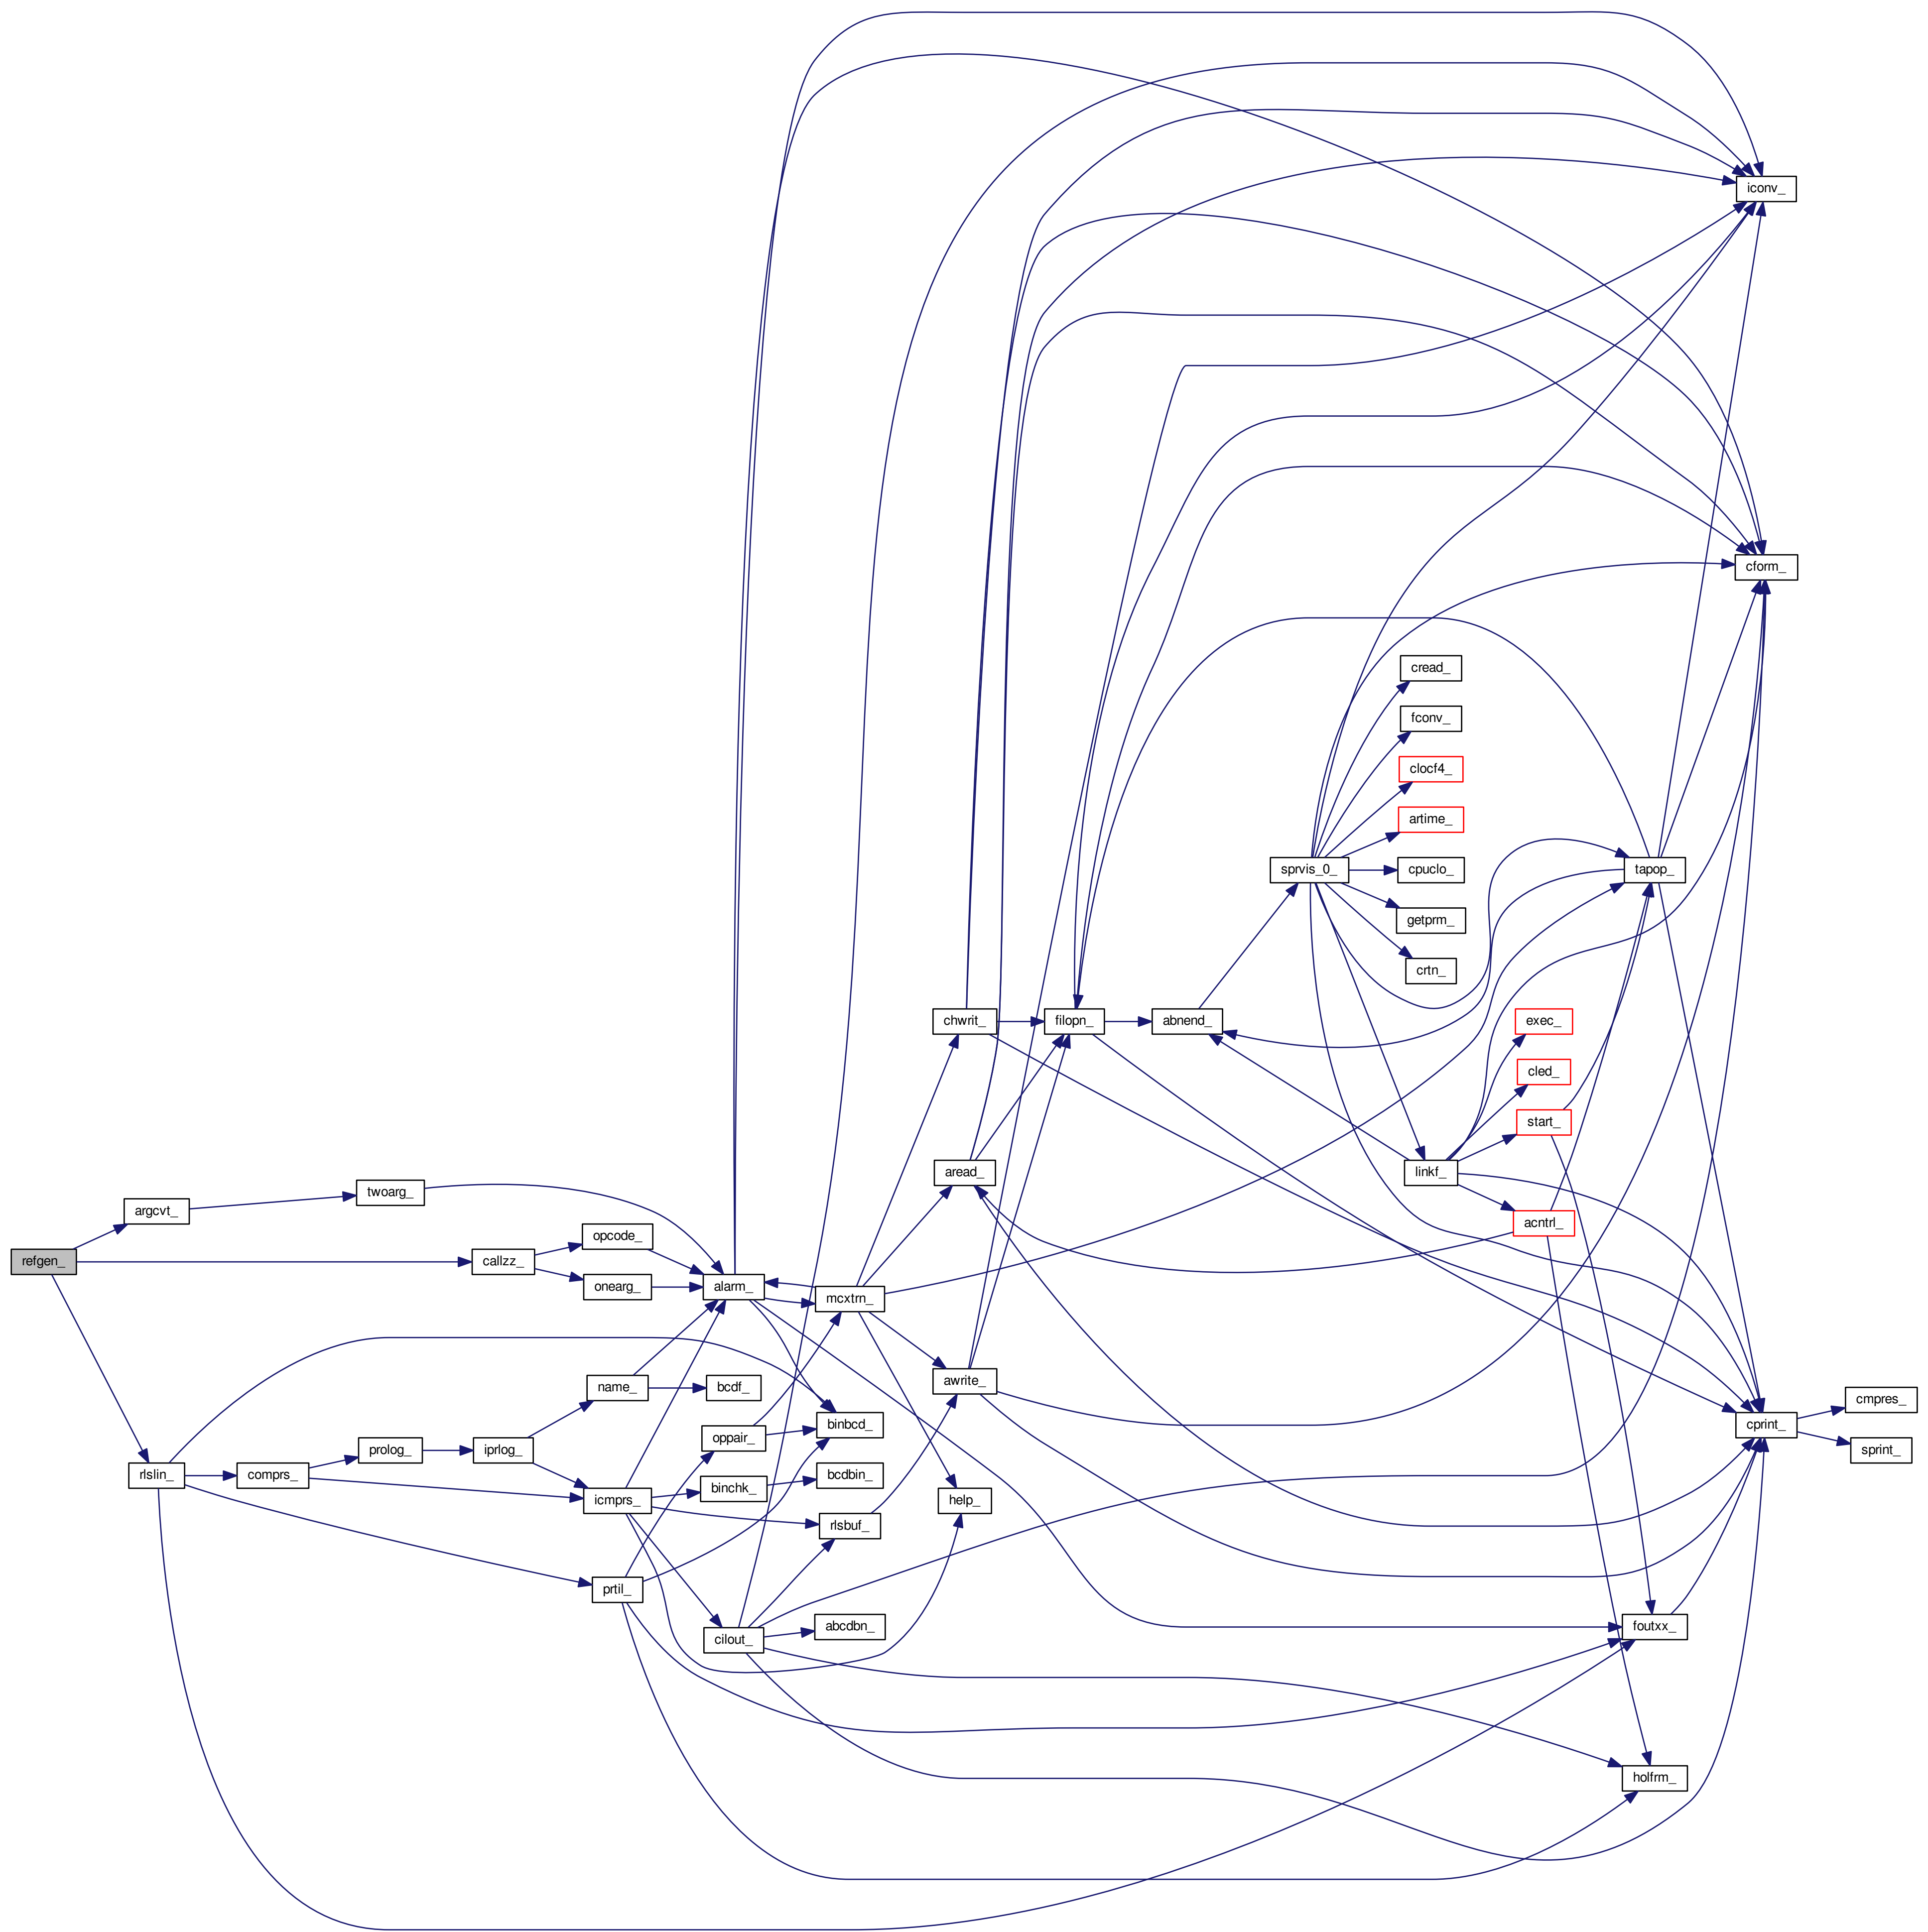 iconv_
cform_
cread_
fconv_
clocf4_
artime_
sprvis_0_
cpuclo_
tapop_
getprm_
crtn_
chwrit_
filopn_
abnend_
exec_
cled_
start_
aread_
linkf_
twoarg_
argcvt_
acntrl_
opcode_
refgen_
callzz_
onearg_
alarm_
mcxtrn_
awrite_
name_
bcdf_
cmpres_
binbcd_
cprint_
oppair_
prolog_
iprlog_
sprint_
rlslin_
comprs_
binchk_
bcdbin_
icmprs_
help_
rlsbuf_
prtil_
abcdbn_
foutxx_
cilout_
holfrm_